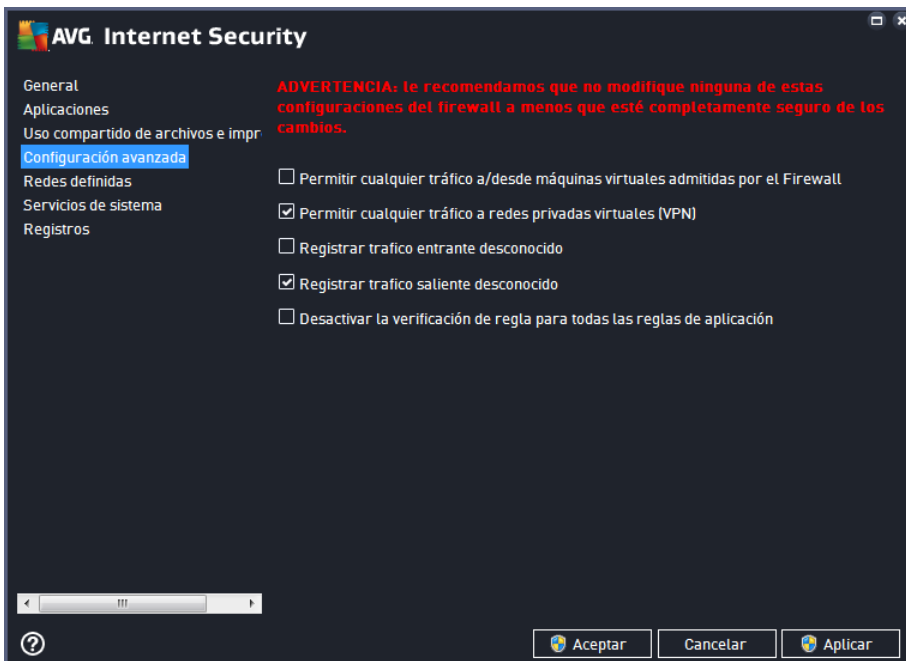 AVG. Internet Security
General
Aplicaciones
Uso compartido de archivos e impr
Configuración avanzada
Redes definidas
Servicios de sistema
Registros
ADVERTENCIA: le recomendamos que no modifique ninguna de estas
configuraciones del firewall a menos que esté completamente seguro de los
cambios.
Permitir cualquier tráfico a/desde máquinas virtuales admitidas por el Firewall
Permitir cualquier tráfico a redes privadas virtuales (VPN)
Registrar trafico entrante desconocido
Registrar trafico saliente desconocido
Desactivar la verificación de regla para todas las reglas de aplicación
Aceptar
Cancelar
Aplicar